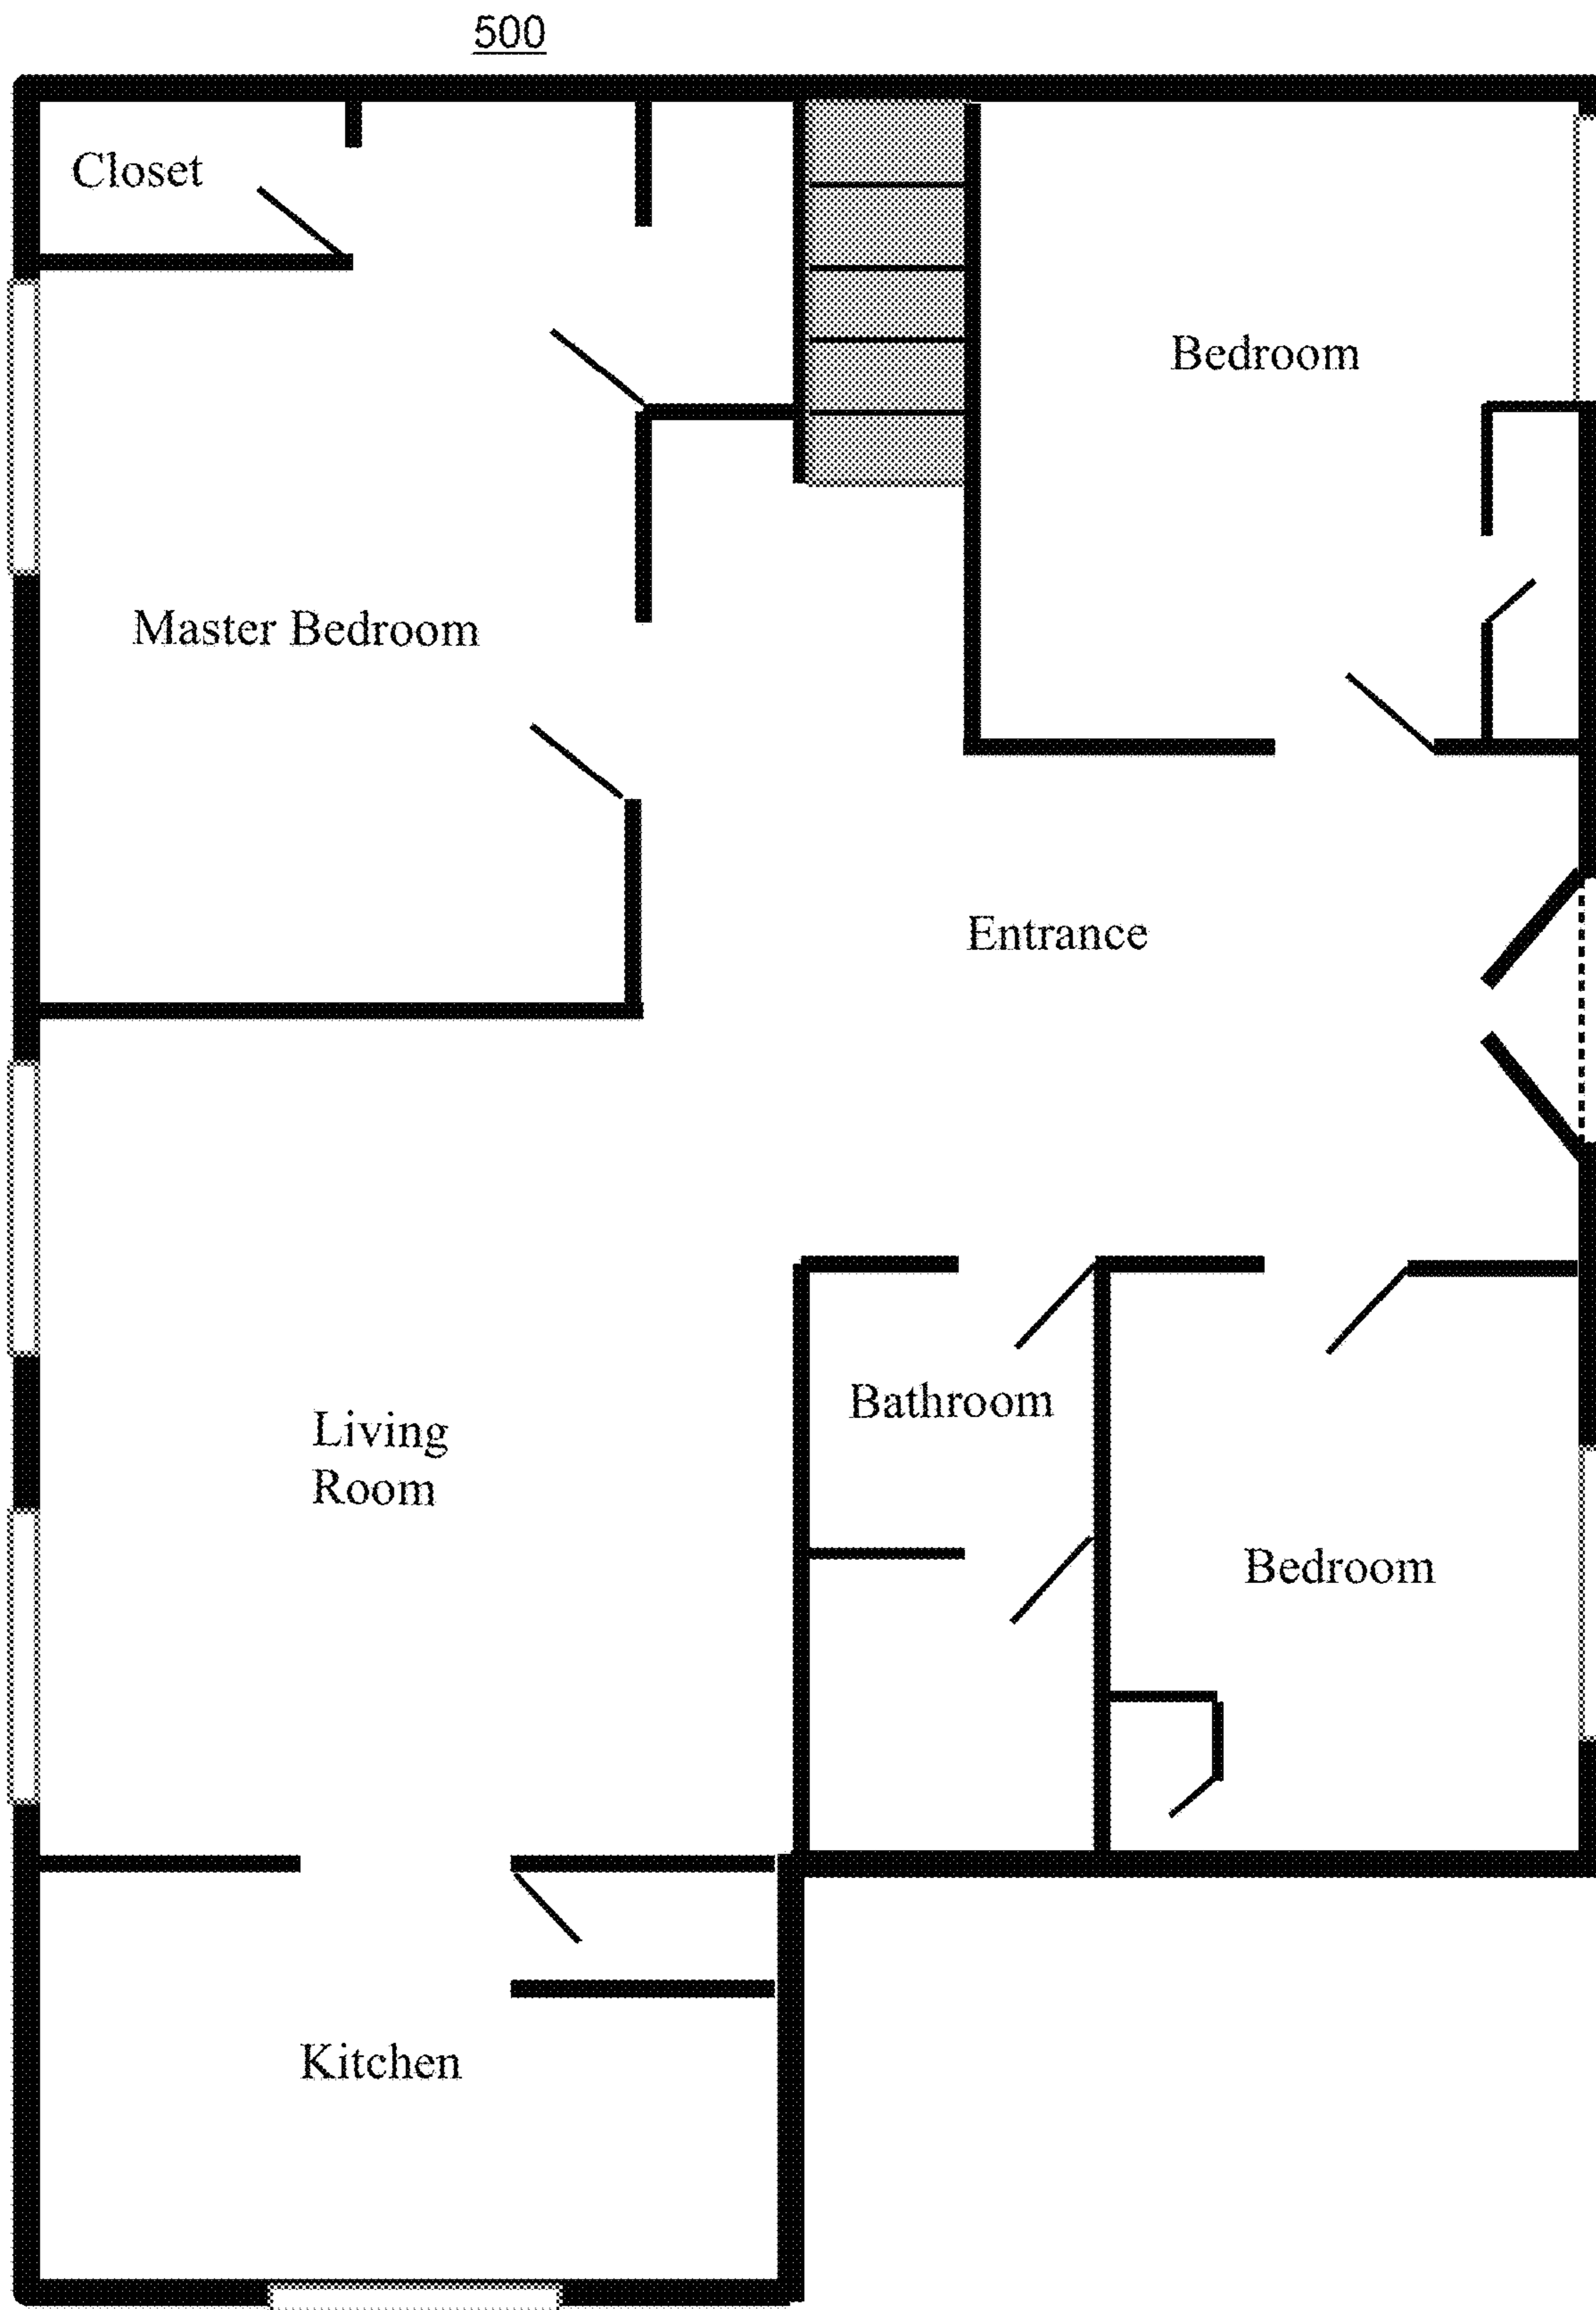 500
Closet
Bedroom
Master Bedroom
Entrance
Bathroom
Living
Room
Bedroom
Kitchen